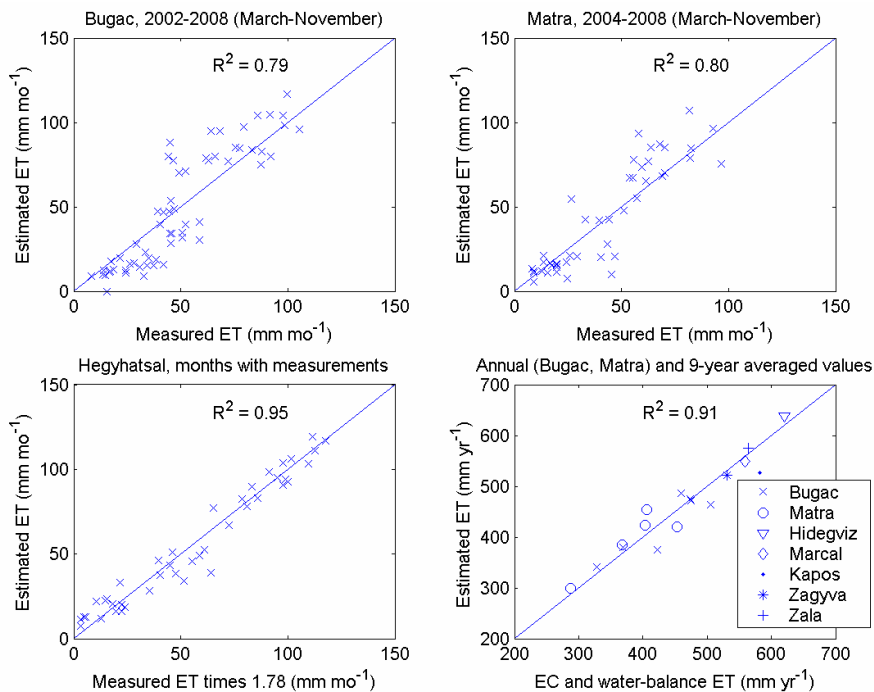 Bugac, 2002-2008 (March-November)
150
100
50
0
0
50
100
150
R² = 0.79
Estimated ET (mm mo⁻¹)
Measured ET (mm mo⁻¹)
Matra, 2004-2008 (March-November)
150
100
50
0
0
50
100
150
R² = 0.80
Estimated ET (mm mo⁻¹)
Measured ET (mm mo⁻¹)
Hegyhatsal, months with measurements
150
100
50
0
0
50
100
150
R² = 0.95
Estimated ET (mm mo⁻¹)
Measured ET times 1.78 (mm mo⁻¹)
Annual (Bugac, Matra) and 9-year averaged values
700
600
500
400
300
200
200
300
400
500
600
700
R² = 0.91
Estimated ET (mm yr⁻¹)
EC and water-balance ET (mm yr⁻¹)
Bugac
Matra
Hidegviz
Marcal
Kapos
Zagyva
Zala